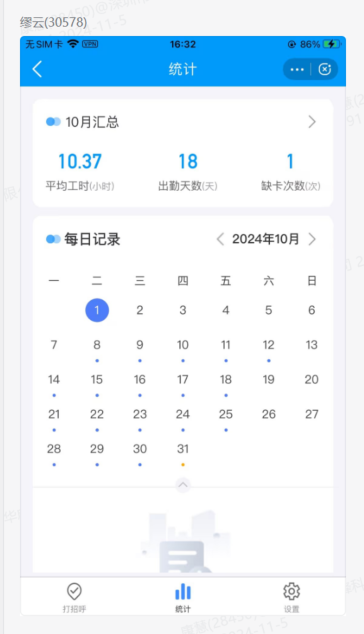 缪云(30578)
无SIM卡 VPN 16:32 86%
统计
10月汇总
10.37 18 1
平均工时(小时) 出勤天数(天) 缺卡次数(次)
每日记录 2024年10月
一 二 三 四 五 六 日
1 2 3 4 5 6
7 8 9 10 11 12 13
14 15 16 17 18 19 20
21 22 23 24 25 26 27
28 29 30 31
打招呼 统计 设置